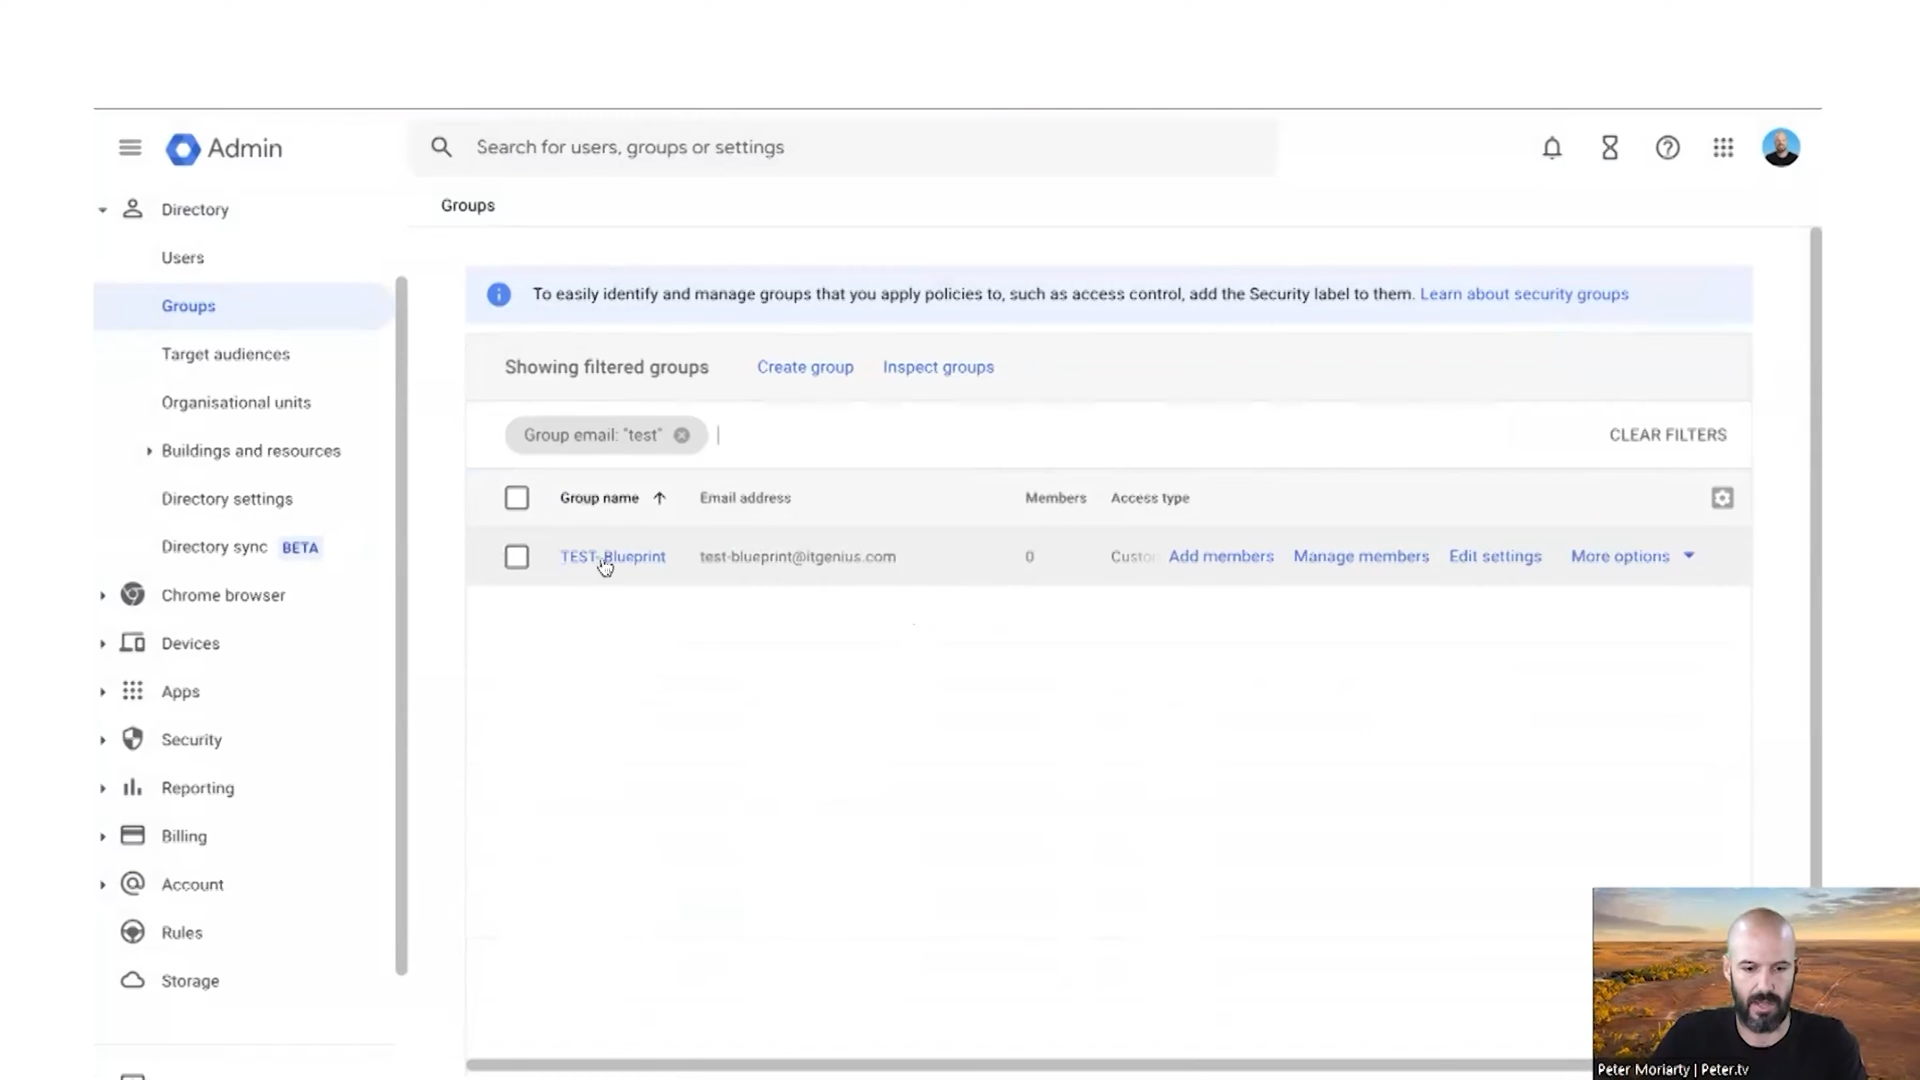 Admin
Search for users, groups or settings
Directory
Users
Groups
Target audiences
Organisational units
Buildings and resources
Directory settings
Directory sync BETA
Chrome browser
Devices
Apps
Security
Reporting
Billing
Account
Rules
Storage
Groups
To easily identify and manage groups that you apply policies to, such as access control, add the Security label to them. Learn about security groups
Showing filtered groups Create group Inspect groups
Group email: "test" CLEAR FILTERS
Group name Email address Members Access type
TEST-Blueprint test-blueprint@itgenius.com 0 Custo Add members Manage members Edit settings More options
Peter Moriarty | Peter.tv